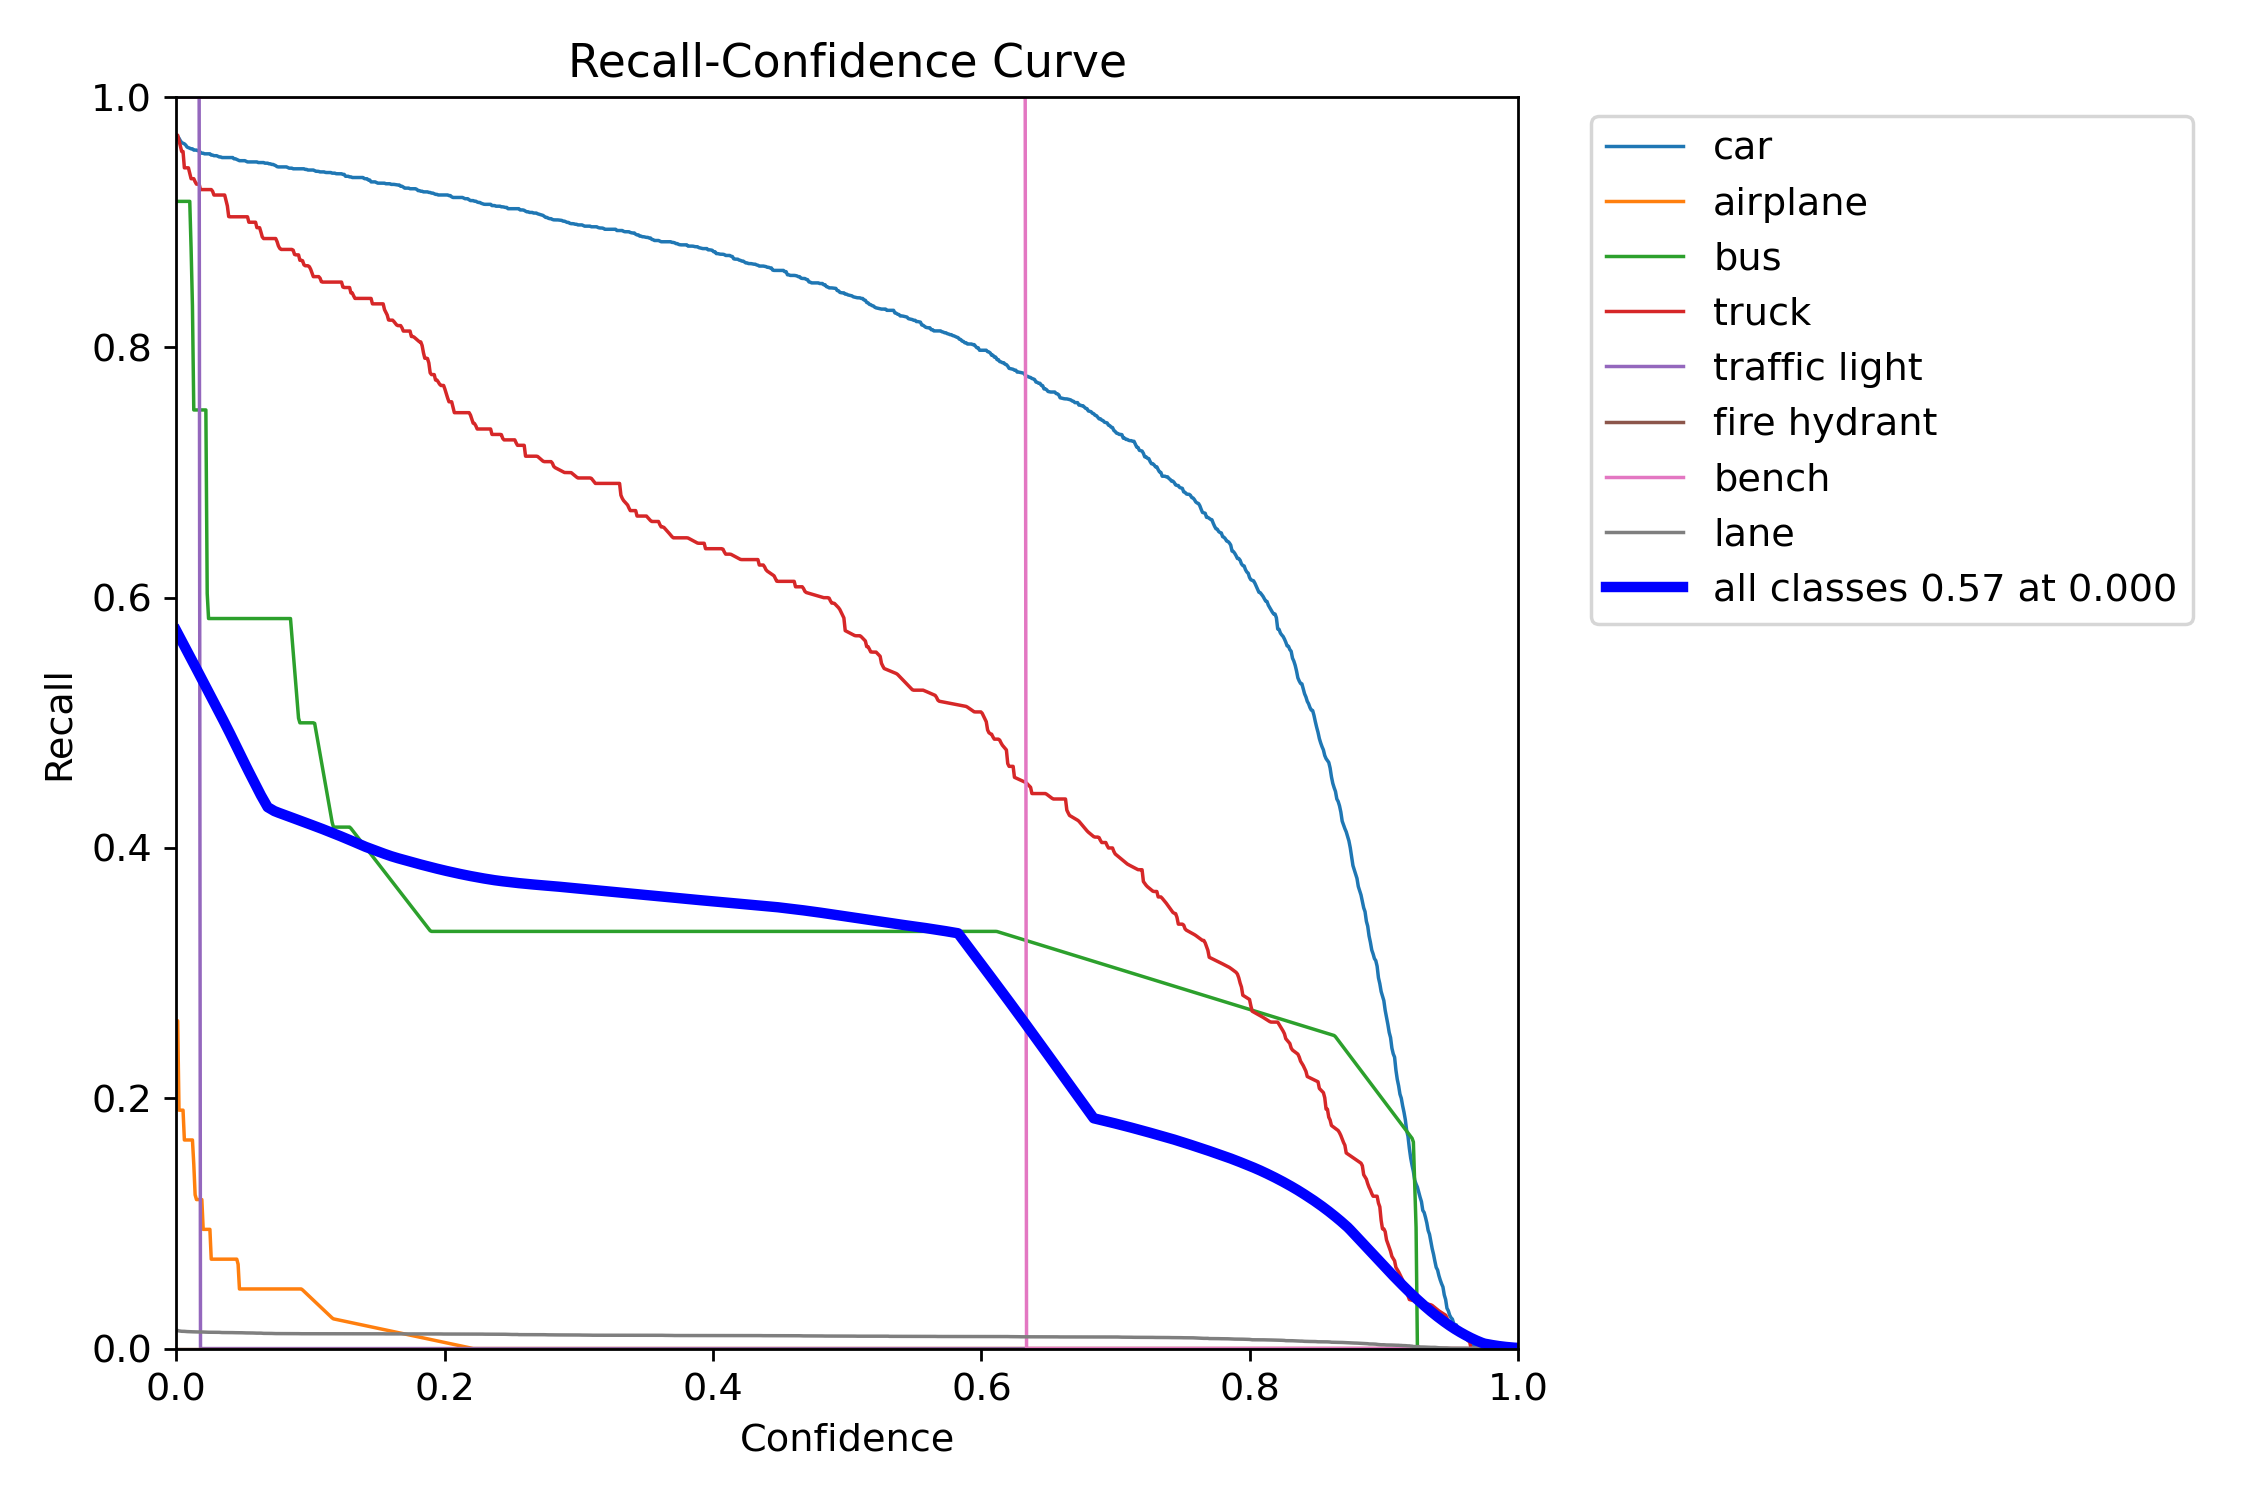 Recall-Confidence Curve
Recall
1.0
0.8
0.6
0.4
0.2
0.0
0.0 0.2 0.4 0.6 0.8 1.0
Confidence
car
airplane
bus
truck
traffic light
fire hydrant
bench
lane
all classes 0.57 at 0.000